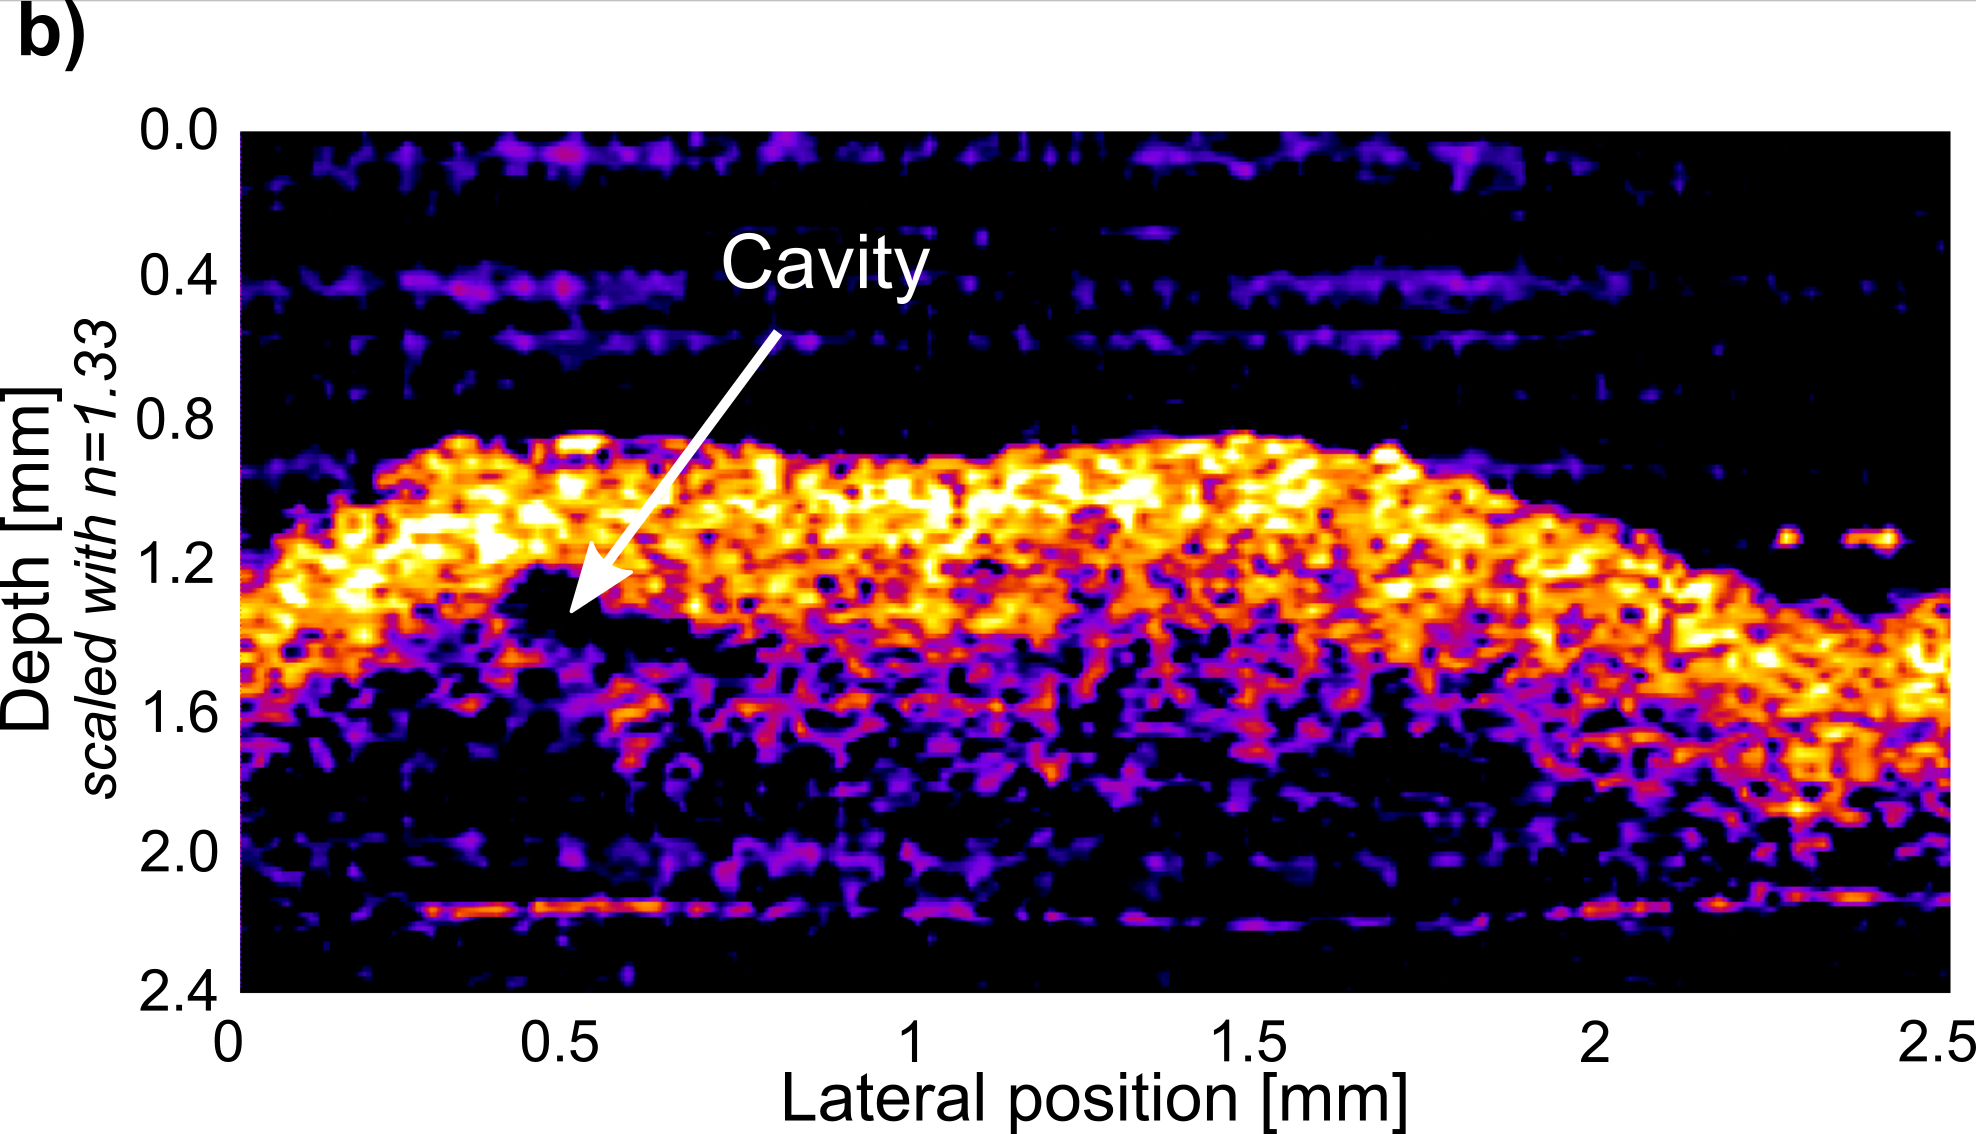 b)
0.0
0.4
0.8
1.2
1.6
2.0
2.4
Depth [mm]
scaled with n=1.33
Cavity
0 0.5 1 1.5 2 2.5
Lateral position [mm]